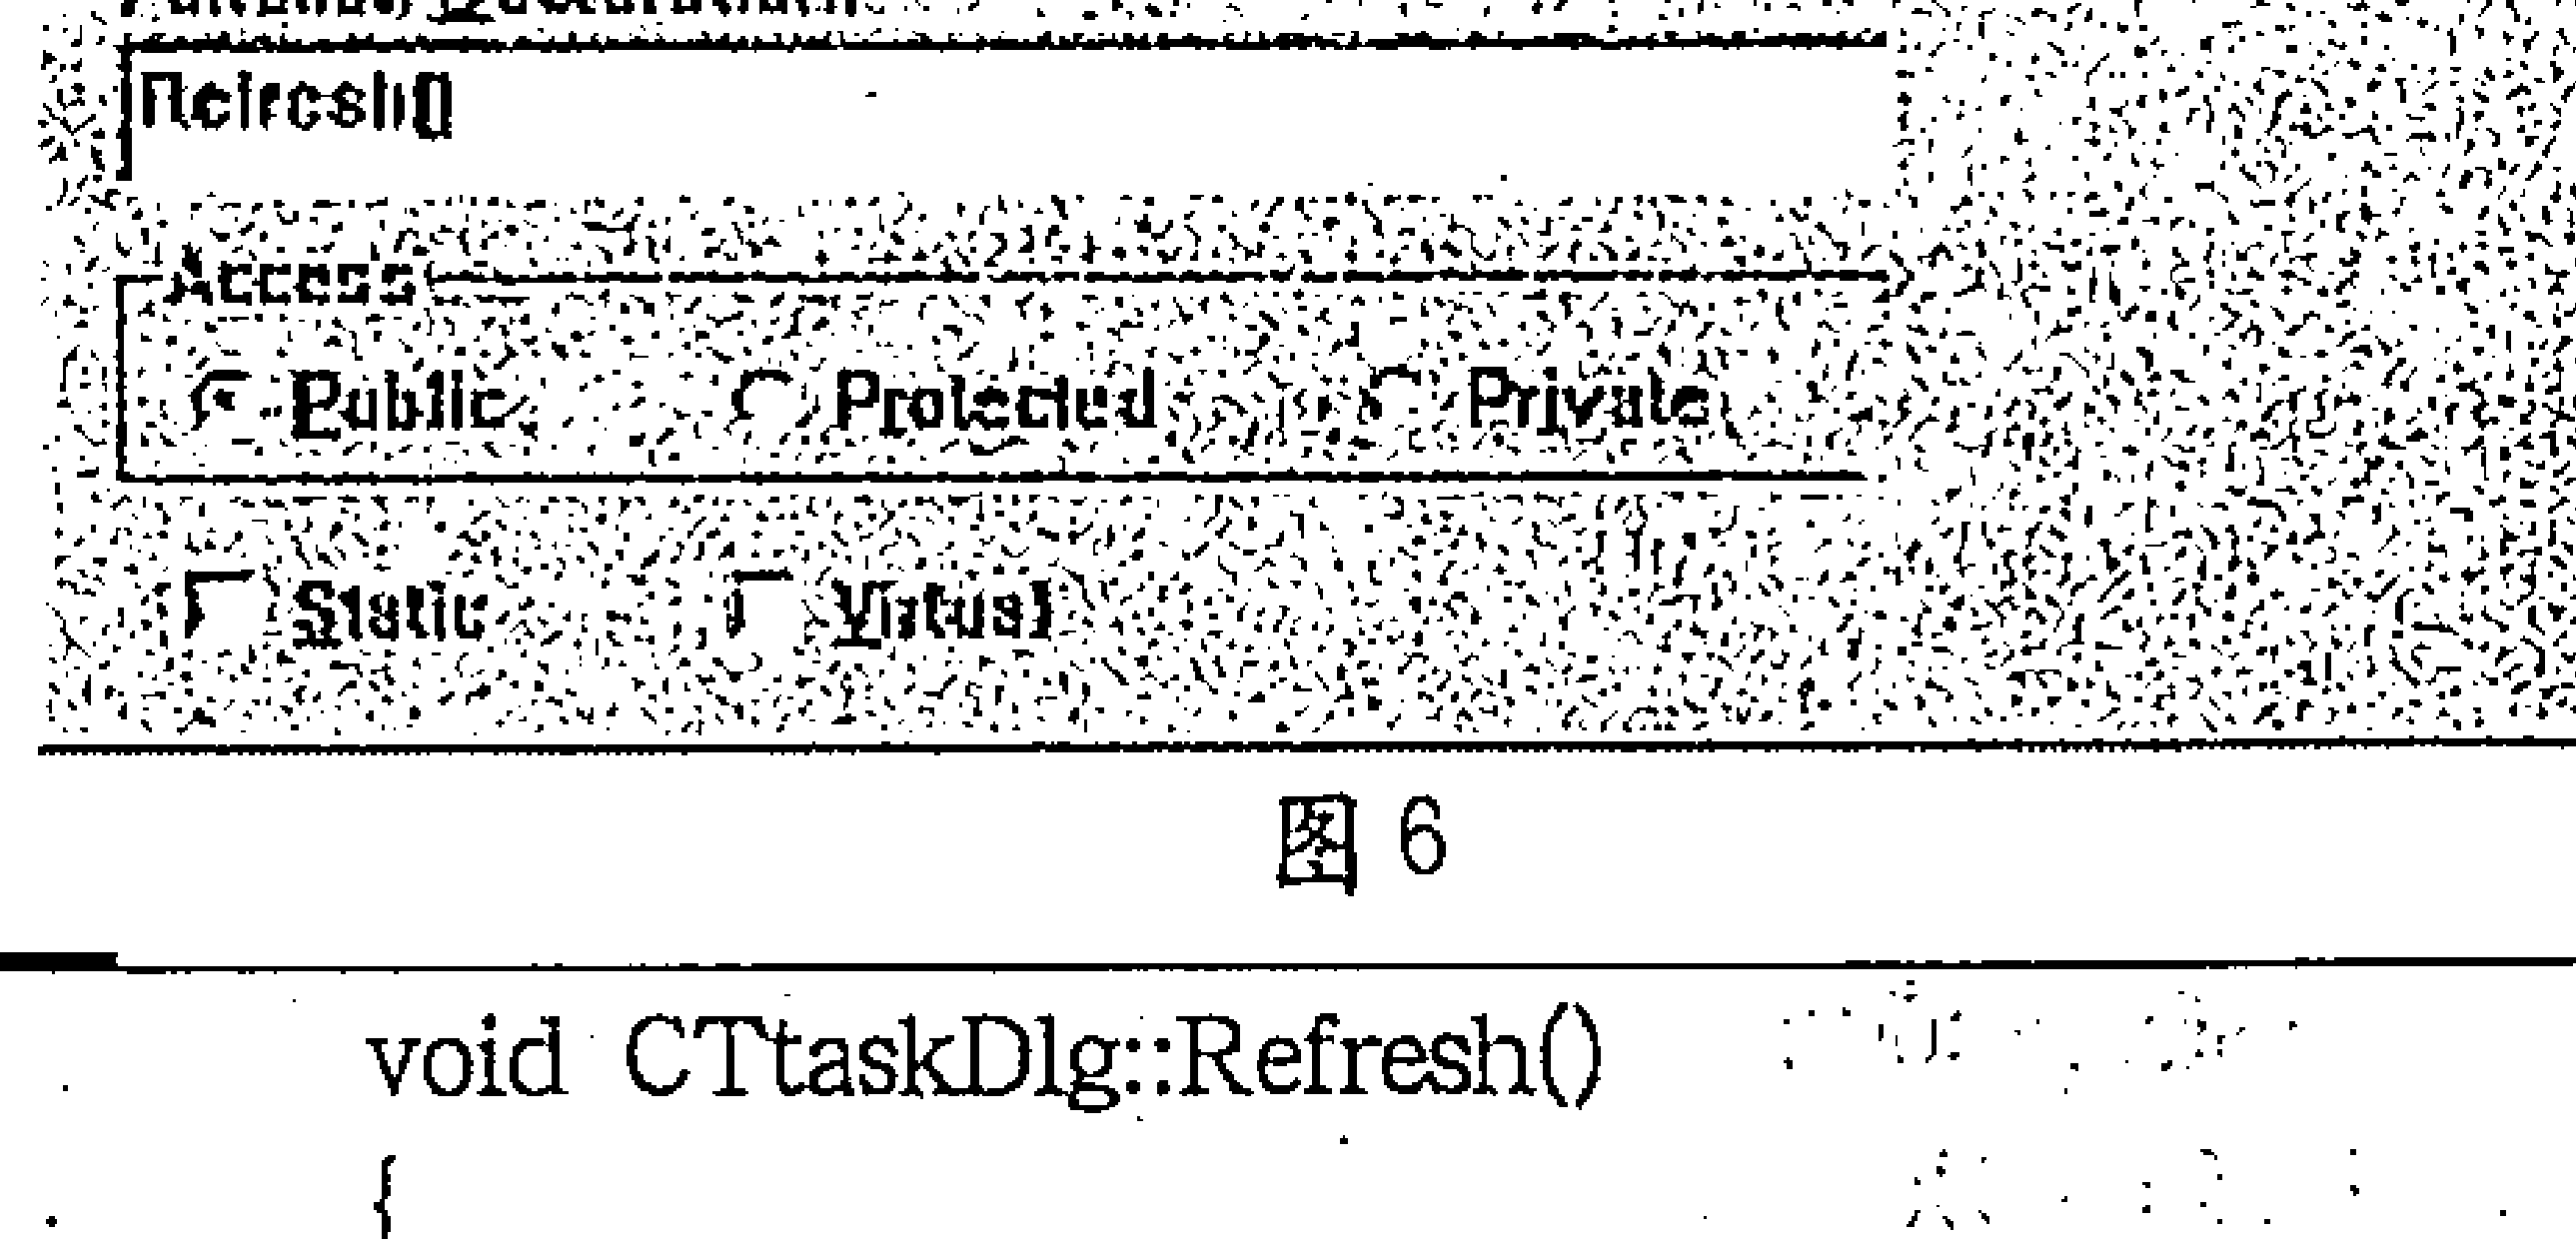 Refresh()
Access
Public Protected Private
Static Virtual
图 6
void CTtaskDlg::Refresh()
{